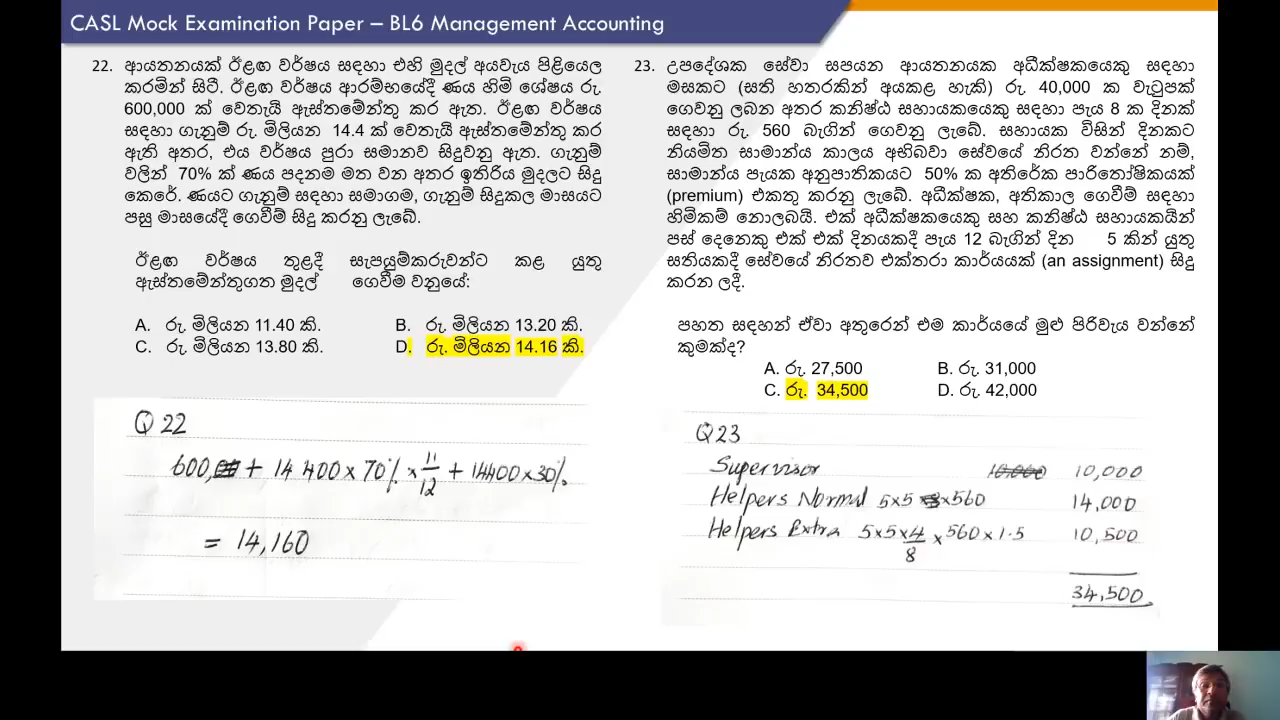 CASL Mock Examination Paper – BL6 Management Accounting
22. ආයතනයක් ඊළඟ වර්ෂය සඳහා එහි මුදල් අයවැය පිළියෙල
කරමින් සිටී. ඊළඟ වර්ෂය ආරම්භයේදී ණය හිමි ශේෂය රු.
600,000 ක් වෙතැයි ඇස්තමේන්තු කර ඇත. ඊළඟ වර්ෂය
සඳහා ගැනුම් රු. මිලියන 14.4 ක් වෙතැයි ඇස්තමේන්තු කර
ඇති අතර, එය වර්ෂය පුරා සමානව සිදුවනු ඇත. ගැනුම්
වලින් 70% ක් ණය පදනම මත වන අතර ඉතිරිය මුදලට සිදු
කෙරේ. ණයට ගැනුම් සඳහා සමාගම, ගැනුම් සිදුකල මාසයට
පසු මාසයේදී ගෙවීම් සිදු කරනු ලැබේ.
ඊළඟ වර්ෂය තුළදී සැපයුම්කරුවන්ට කළ යුතු
ඇස්තමේන්තුගත මුදල් ගෙවීම වනුයේ:
A. රු. මිලියන 11.40 කි. B. රු. මිලියන 13.20 කි.
C. රු. මිලියන 13.80 කි. D. රු. මිලියන 14.16 කි.
Q 22
600, + 14 400 × 70% × 11/12 + 14400 × 30%
= 14,160
23. උපදේශක සේවා සපයන ආයතනයක අධීක්ෂකයෙකු සඳහා
මසකට (සති හතරකින් අයකළ හැකි) රු. 40,000 ක වැටුපක්
ගෙවනු ලබන අතර කනිෂ්ඨ සහායකයෙකු සඳහා පැය 8 ක දිනක්
සඳහා රු. 560 බැගින් ගෙවනු ලැබේ. සහායක විසින් දිනකට
නියමිත සාමාන්‍ය කාලය අභිබවා සේවයේ නිරත වන්නේ නම්,
සාමාන්‍ය පැයක අනුපාතිකයට 50% ක අතිරේක පාරිතෝෂිකයක්
(premium) එකතු කරනු ලැබේ. අධීක්ෂක, අතිකාල ගෙවීම් සඳහා
හිමිකම් නොලබයි. එක් අධීක්ෂකයෙකු සහ කනිෂ්ඨ සහායකයින්
පස් දෙනෙකු එක් එක් දිනයකදී පැය 12 බැගින් දින 5 කින් යුතු
සතියකදී සේවයේ නිරතව එක්තරා කාර්යයක් (an assignment) සිදු
කරන ලදී.
පහත සඳහන් ඒවා අතුරෙන් එම කාර්යයේ මුළු පිරිවැය වන්නේ
කුමක්ද?
A. රු. 27,500 B. රු. 31,000
C. රු. 34,500 D. රු. 42,000
Q23
Supervisor 10,000 10,000
Helpers Normal 5×5 ×560 14,000
Helpers Extra 5×5×4/8 × 560 × 1.5 10,500
34,500